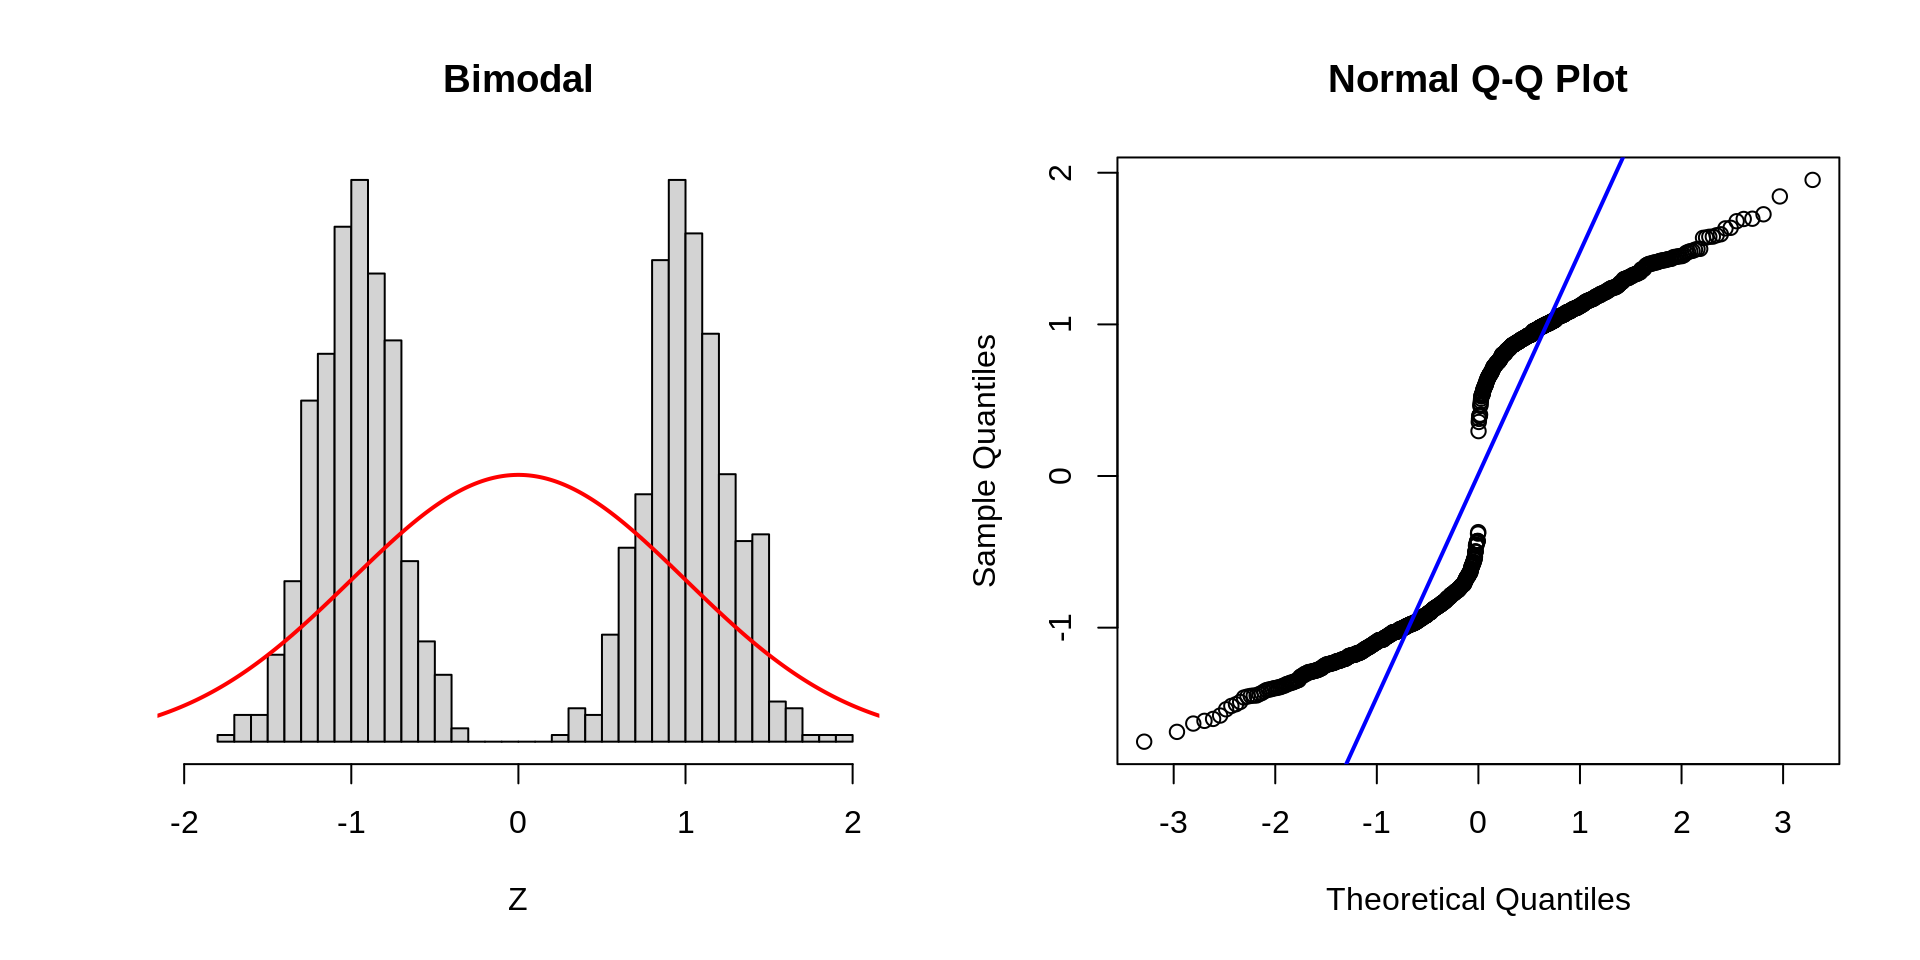 Bimodal
-2 -1 0 1 2
Z
Normal Q-Q Plot
Sample Quantiles
2
1
0
-1
-3 -2 -1 0 1 2 3
Theoretical Quantiles